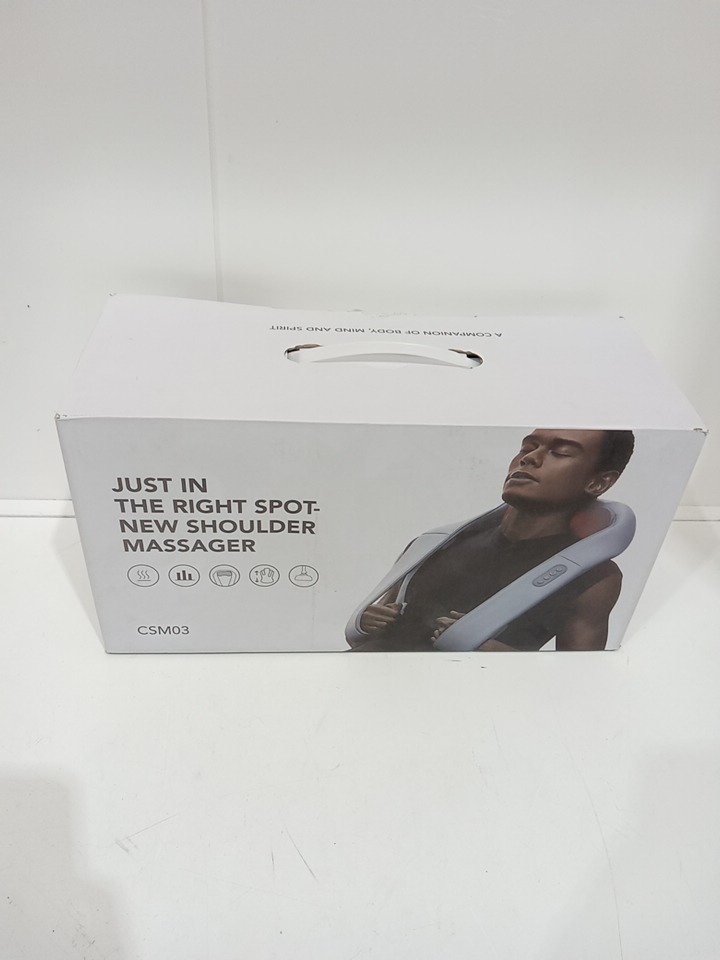 A COMPANION OF BODY, MIND AND SPIRIT
JUST IN
THE RIGHT SPOT-
NEW SHOULDER
MASSAGER
CSM03